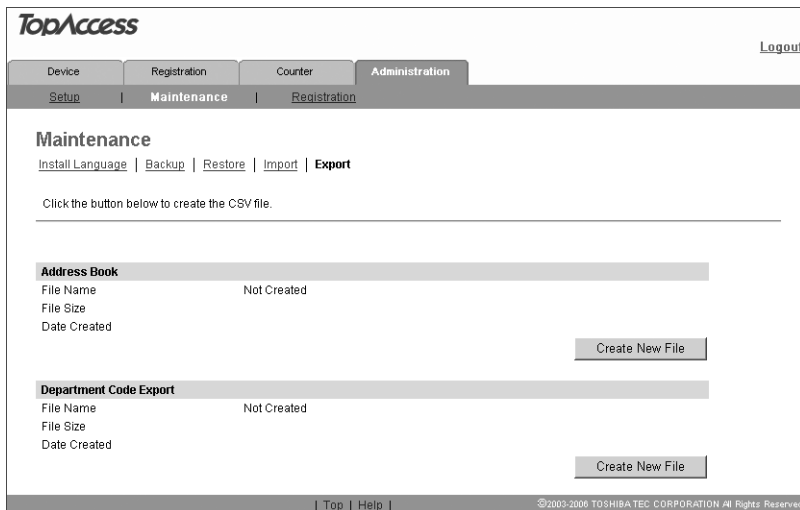 TopAccess
Logout
Device Registration Counter Administration
Setup | Maintenance | Registration
Maintenance
Install Language | Backup | Restore | Import | Export
Click the button below to create the CSV file.
Address Book
File Name Not Created
File Size
Date Created
Create New File
Department Code Export
File Name Not Created
File Size
Date Created
Create New File
| Top | Help | ©2003-2006 TOSHIBA TEC CORPORATION All Rights Reserved